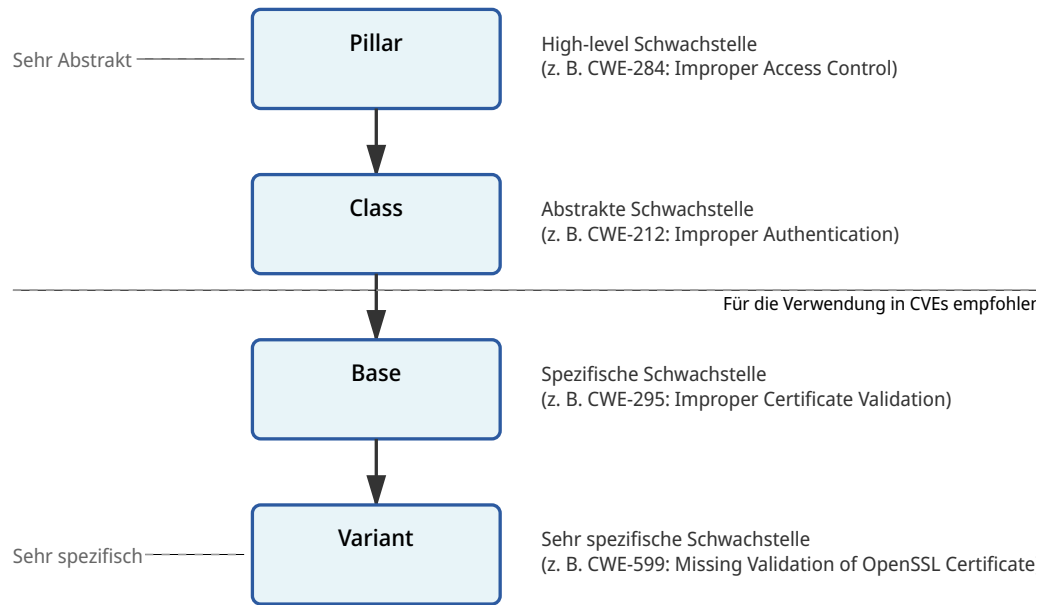 Pillar
Sehr Abstrakt
High-level Schwachstelle
(z. B. CWE-284: Improper Access Control)
Class
Abstrakte Schwachstelle
(z. B. CWE-212: Improper Authentication)
Für die Verwendung in CVEs empfohlen
Base
Spezifische Schwachstelle
(z. B. CWE-295: Improper Certificate Validation)
Variant
Sehr spezifisch
Sehr spezifische Schwachstelle
(z. B. CWE-599: Missing Validation of OpenSSL Certificate